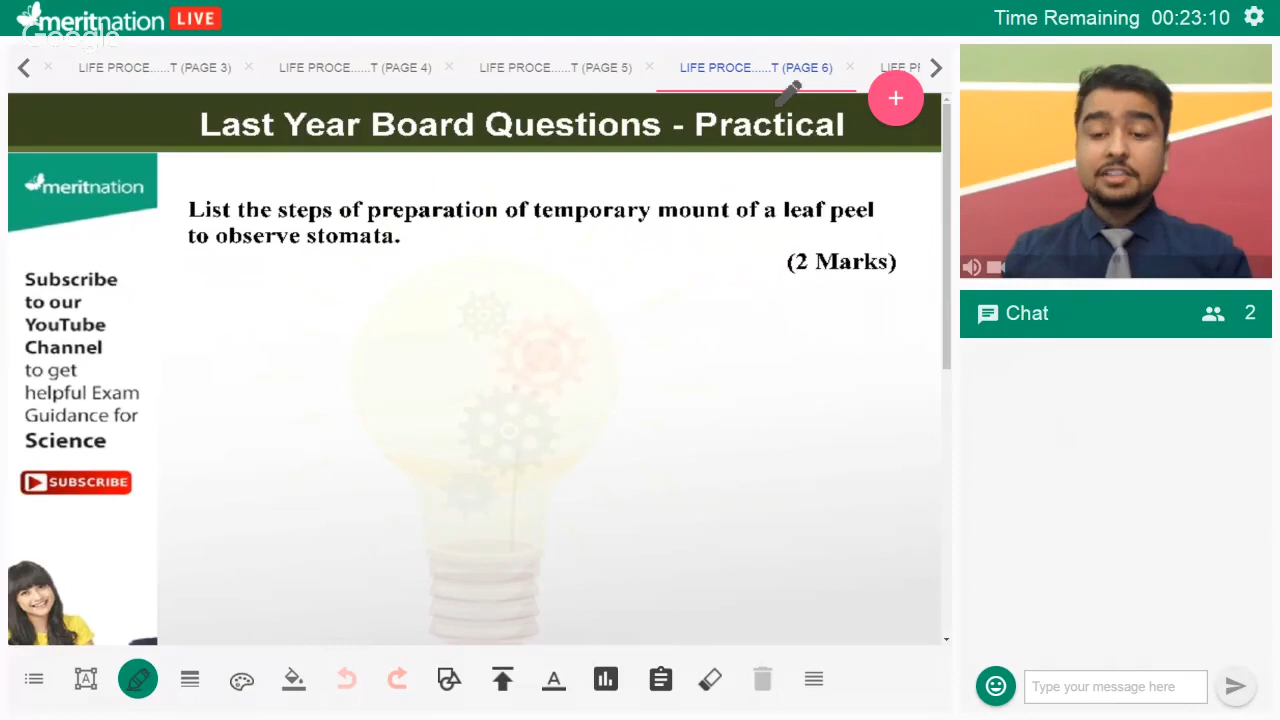 meritnation LIVE
Google
Time Remaining 00:23:10
LIFE PROCE......T (PAGE 3)
LIFE PROCE......T (PAGE 4)
LIFE PROCE......T (PAGE 5)
LIFE PROCE......T (PAGE 6)
LIFE PR
+
Last Year Board Questions - Practical
meritnation
List the steps of preparation of temporary mount of a leaf peel
to observe stomata.
(2 Marks)
Subscribe
to our
YouTube
Channel
to get
helpful Exam
Guidance for
Science
SUBSCRIBE
Chat
2
A
A
Type your message here